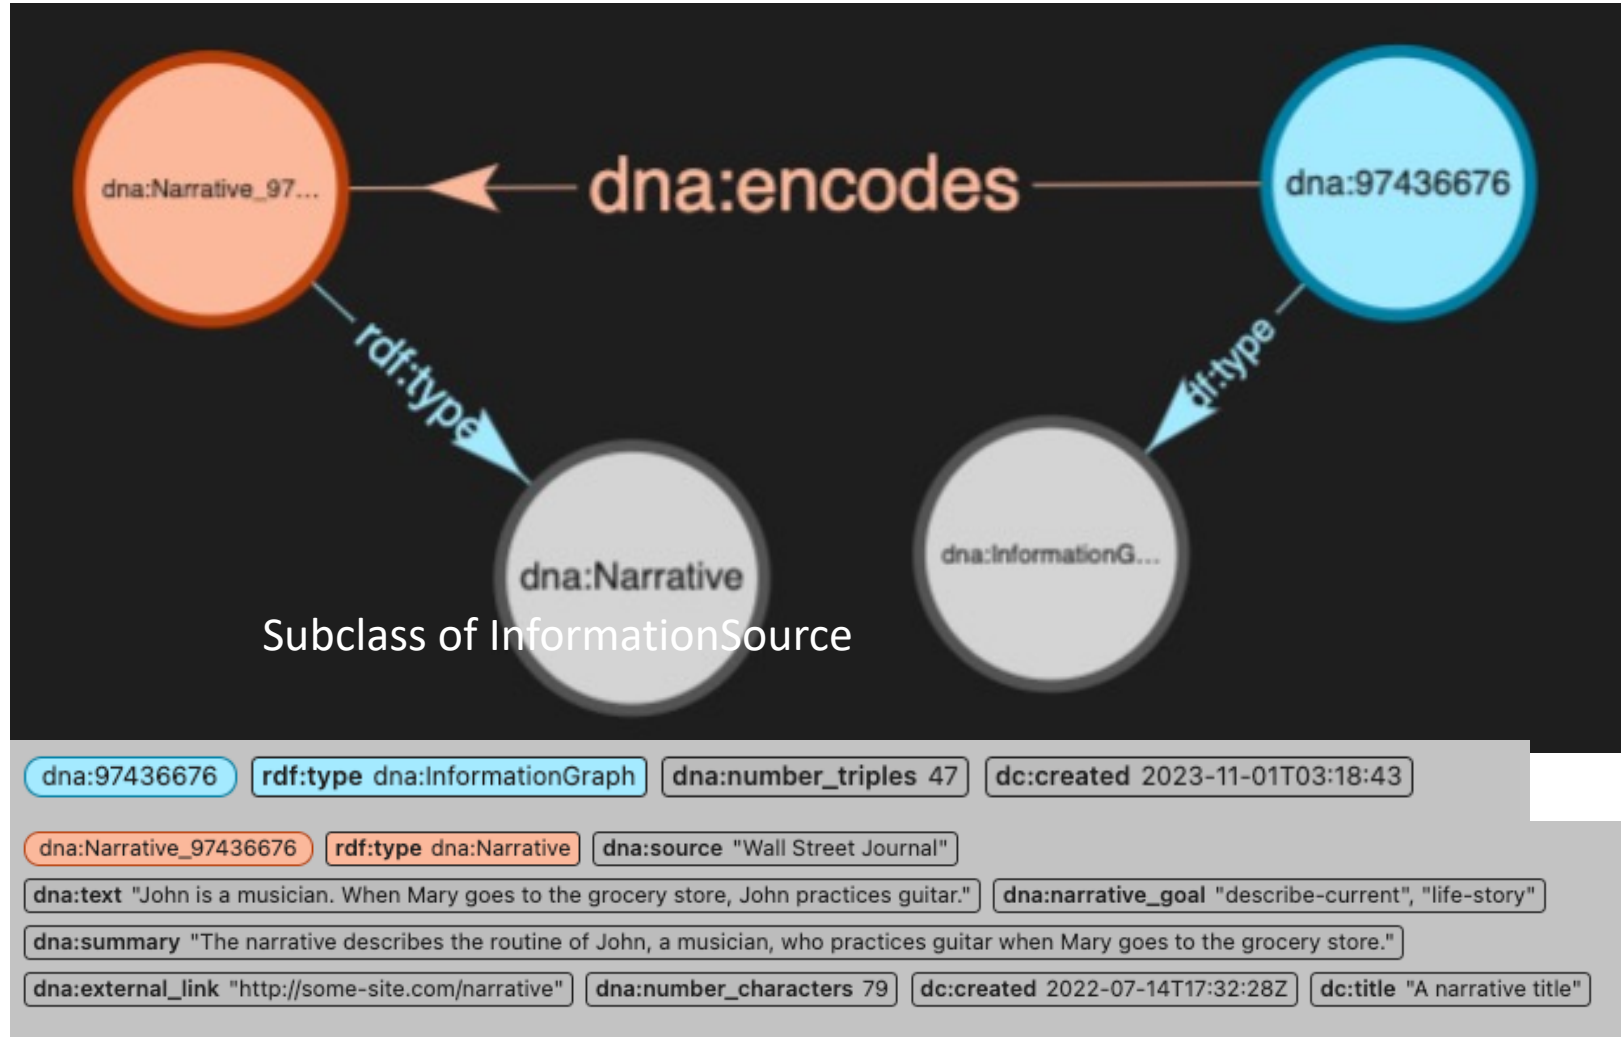 dna:Narrative_97...
dna:encodes
dna:97436676
rdf:type
df:type
dna:Narrative
dna:InformationG...
Subclass of InformationSource
dna:97436676 rdf:type dna:InformationGraph dna:number_triples 47 dc:created 2023-11-01T03:18:43
dna:Narrative_97436676 rdf:type dna:Narrative dna:source "Wall Street Journal"
dna:text "John is a musician. When Mary goes to the grocery store, John practices guitar." dna:narrative_goal "describe-current", "life-story"
dna:summary "The narrative describes the routine of John, a musician, who practices guitar when Mary goes to the grocery store."
dna:external_link "http://some-site.com/narrative" dna:number_characters 79 dc:created 2022-07-14T17:32:28Z dc:title "A narrative title"